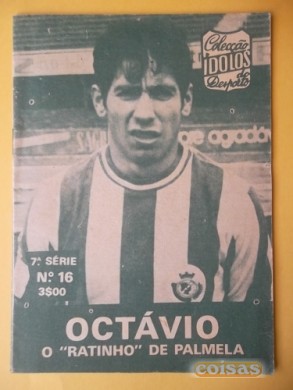 Colecção
ÍDOLOS
do
Desporto
7.ª SÉRIE
N.º 16
3$00
OCTÁVIO
O "RATINHO" DE PALMELA
coisas